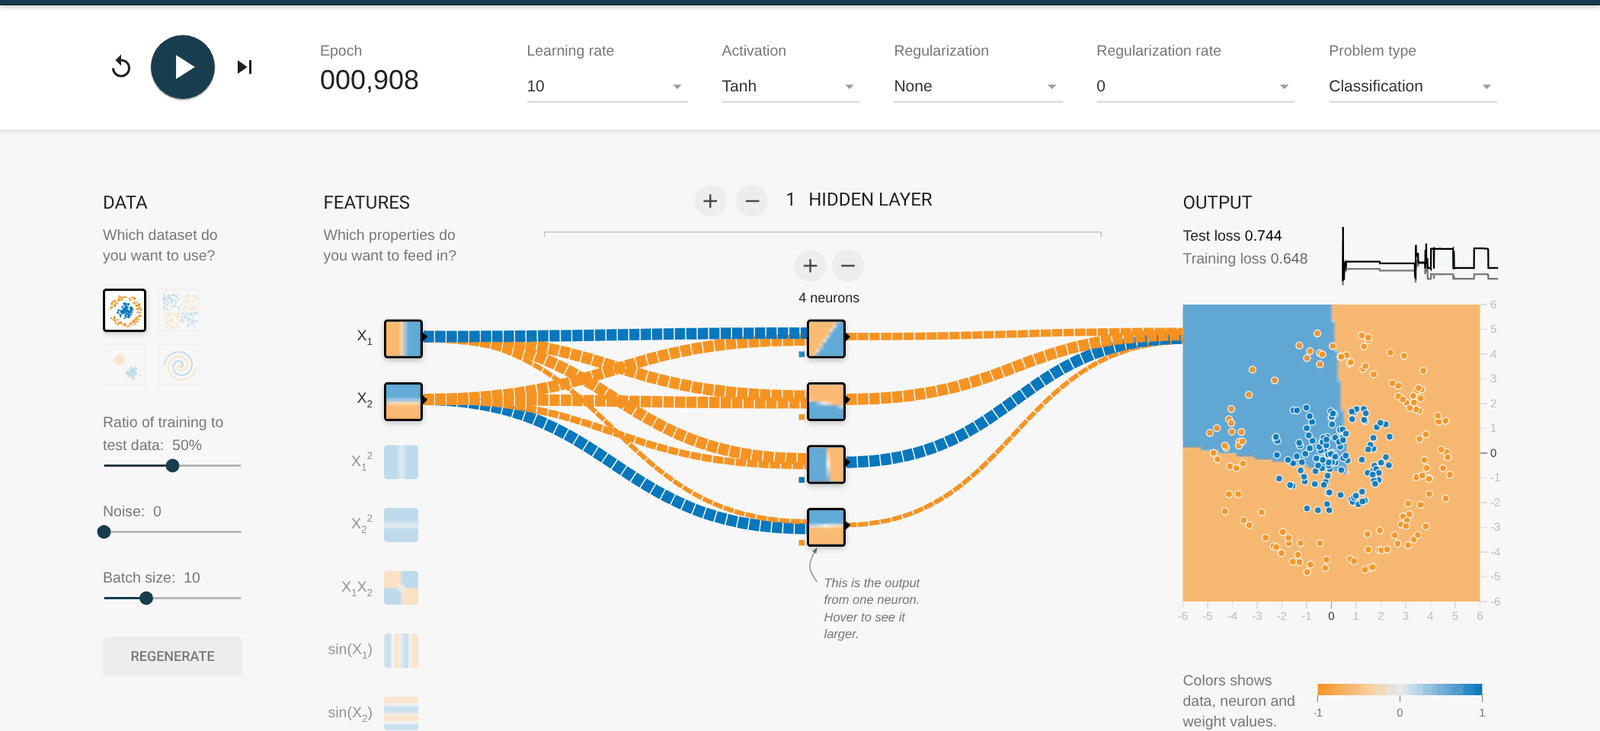 Epoch
000,908
Learning rate
10
Activation
Tanh
Regularization
None
Regularization rate
0
Problem type
Classification
DATA
Which dataset do
you want to use?
Ratio of training to
test data: 50%
Noise: 0
Batch size: 10
REGENERATE
FEATURES
Which properties do
you want to feed in?
X1
X2
X1²
X2²
X1X2
sin(X1)
sin(X2)
+ − 1 HIDDEN LAYER
+ −
4 neurons
This is the output
from one neuron.
Hover to see it
larger.
OUTPUT
Test loss 0.744
Training loss 0.648
6
5
4
3
2
1
0
-1
-2
-3
-4
-5
-6
-6 -5 -4 -3 -2 -1 0 1 2 3 4 5 6
Colors shows
data, neuron and
weight values.
-1 0 1